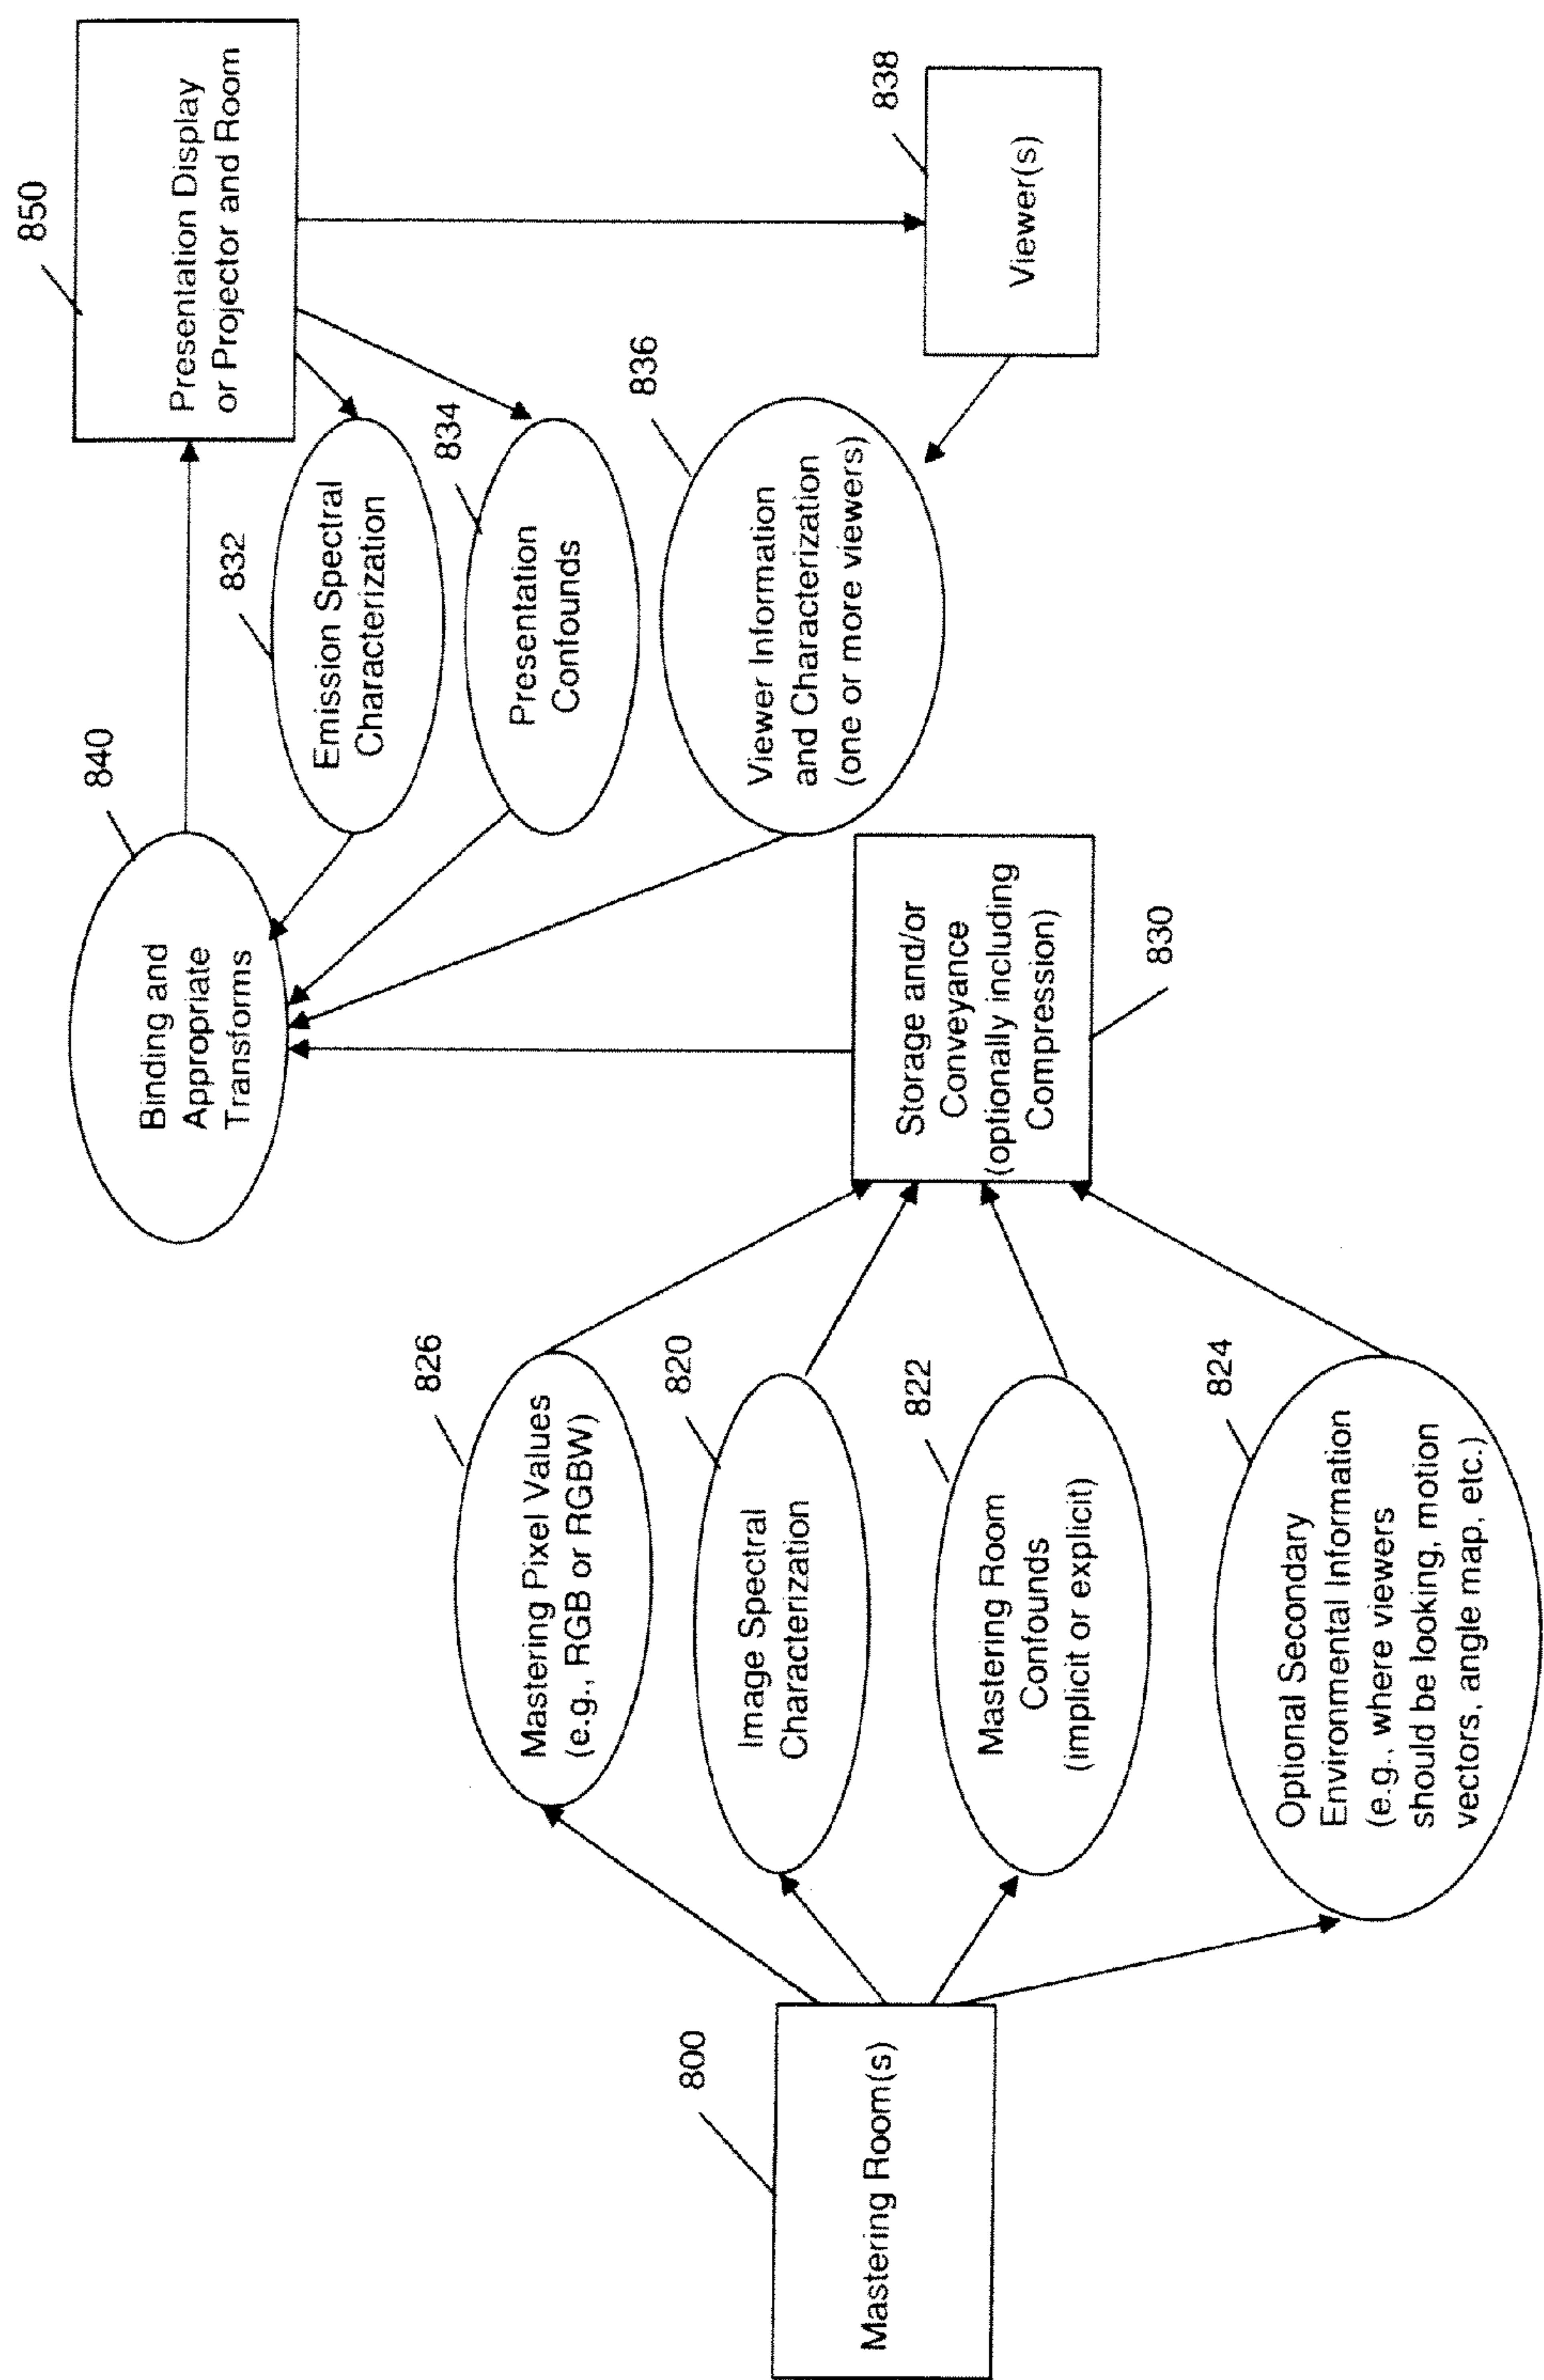 800
Mastering Room(s)
826
Mastering Pixel Values
(e.g., RGB or RGBW)
820
Image Spectral
Characterization
822
Mastering Room
Confounds
(implicit or explicit)
824
Optional Secondary
Environmental Information
(e.g., where viewers
should be looking, motion
vectors, angle map, etc.)
Storage and/or
Conveyance
(optionally including
Compression)
830
840
Binding and
Appropriate
Transforms
832
Emission Spectral
Characterization
834
Presentation
Confounds
836
Viewer Information
and Characterization
(one or more viewers)
850
Presentation Display
or Projector and Room
838
Viewer(s)